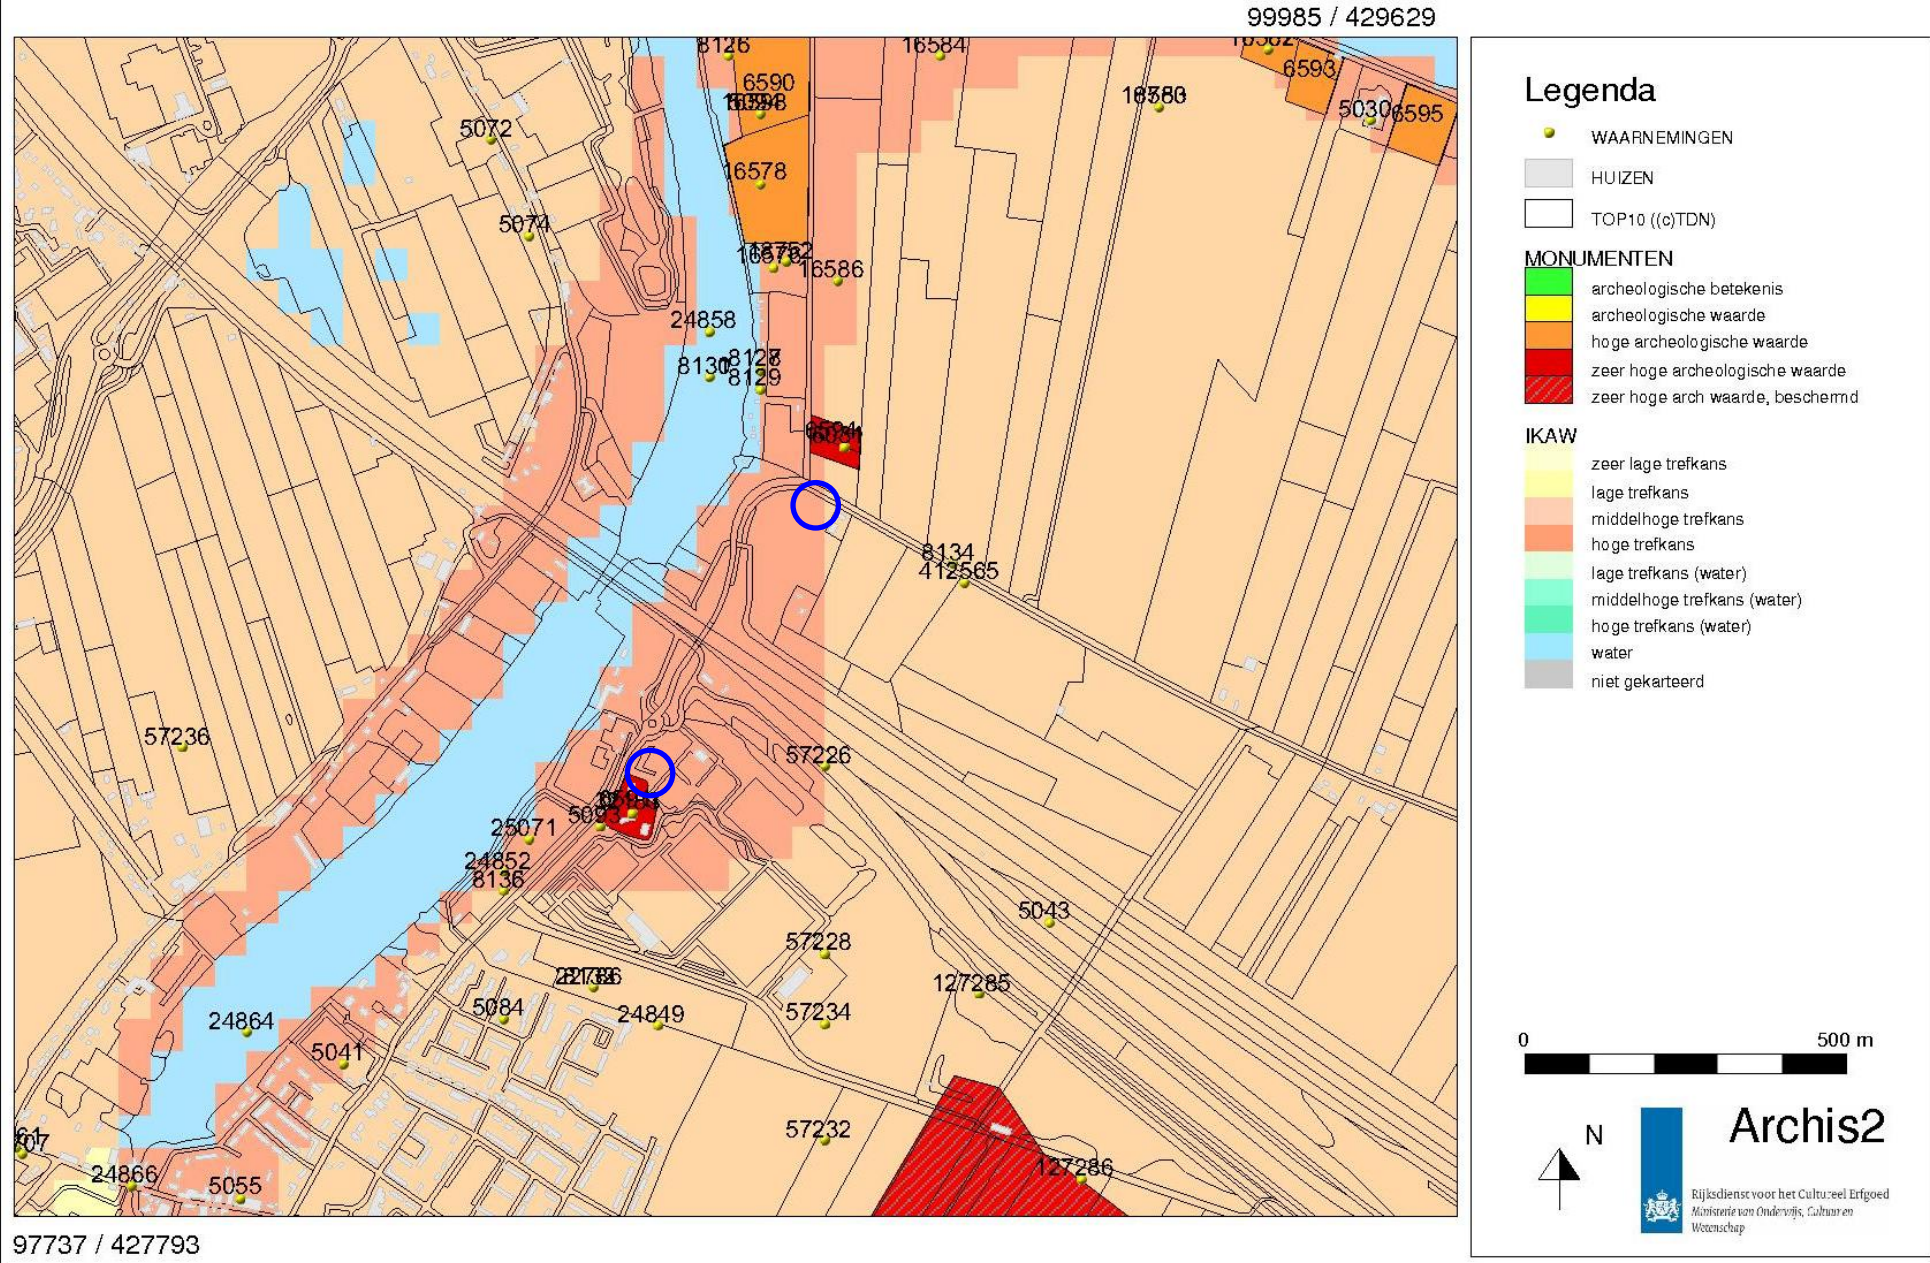 99985 / 429629
8126
16584
6593
6590
5030
6595
5072
16578
5074
16586
24858
8129
8134
412565
57236
57226
5093
25071
24852
8136
5043
57228
127285
5084
24849
57234
24864
5041
57232
127286
24866
5055
97737 / 427793
Legenda
WAARNEMINGEN
HUIZEN
TOP10 ((c)TDN)
MONUMENTEN
archeologische betekenis
archeologische waarde
hoge archeologische waarde
zeer hoge archeologische waarde
zeer hoge arch waarde, beschermd
IKAW
zeer lage trefkans
lage trefkans
middelhoge trefkans
hoge trefkans
lage trefkans (water)
middelhoge trefkans (water)
hoge trefkans (water)
water
niet gekarteerd
0 500 m
N
Archis2
Rijksdienst voor het Cultureel Erfgoed
Ministerie van Onderwijs, Cultuur en
Wetenschap